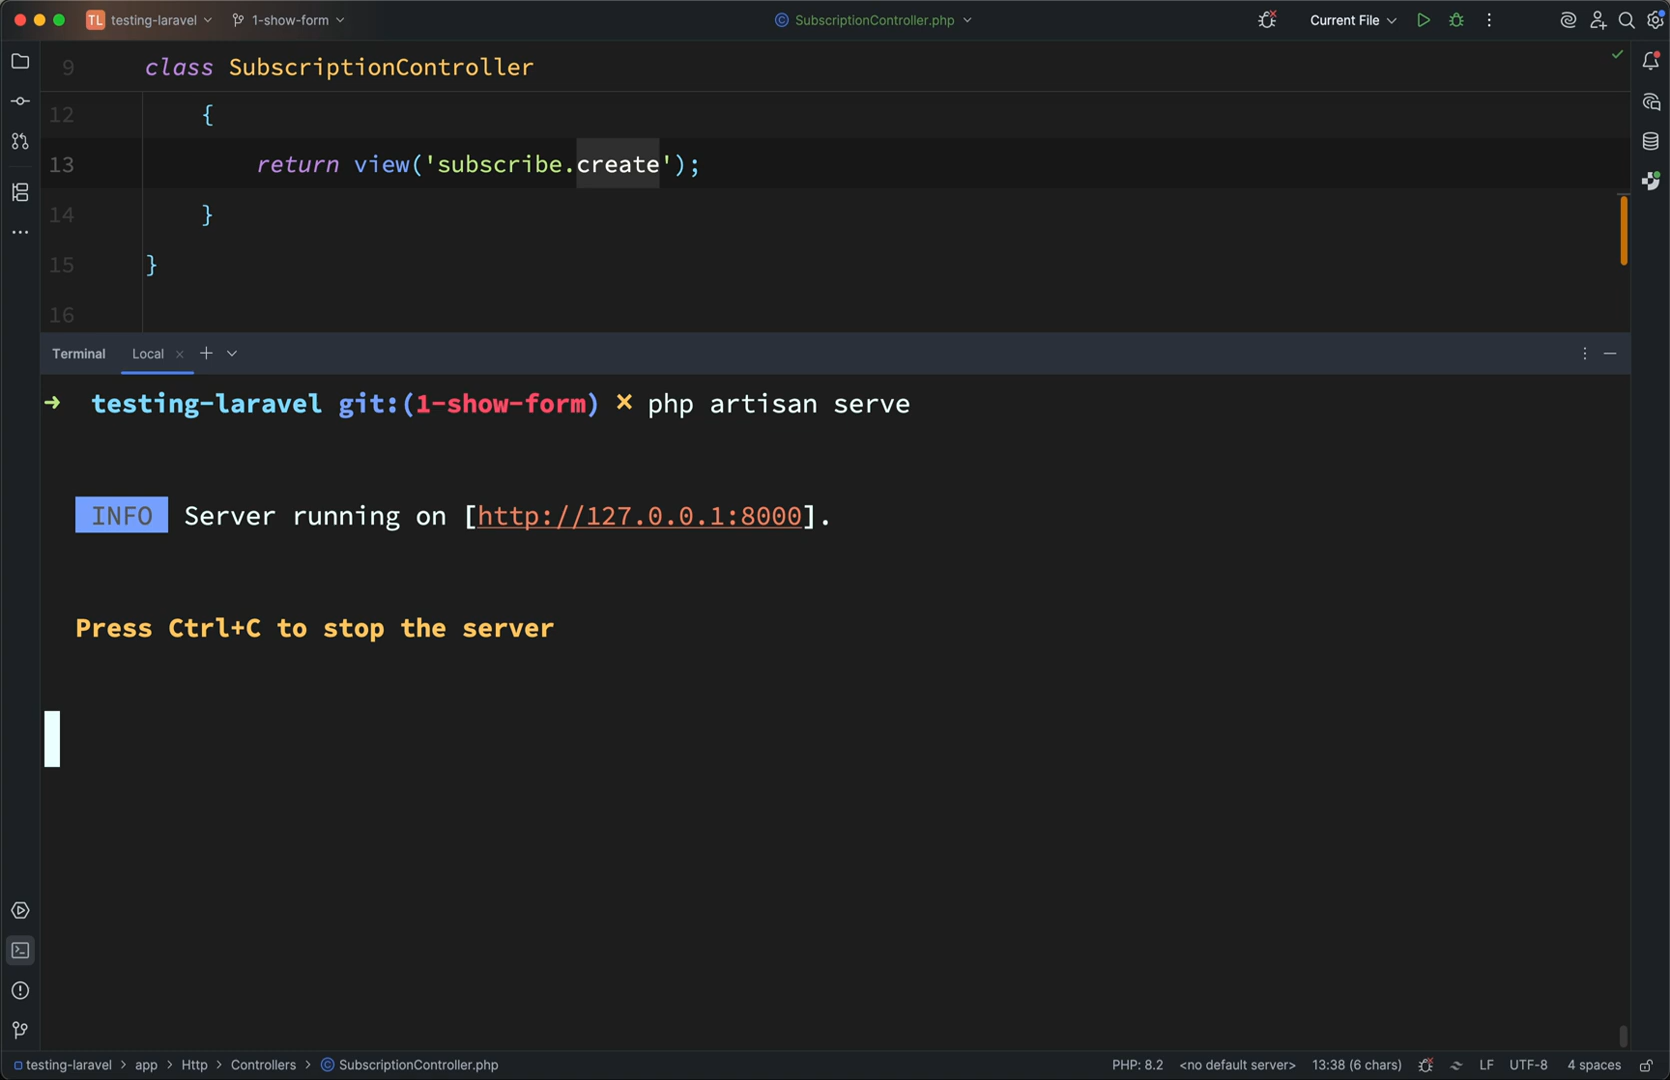 TL testing-laravel 1-show-form SubscriptionController.php Current File
9 class SubscriptionController
12 {
13 return view('subscribe.create');
14 }
15 }
16
Terminal Local
→ testing-laravel git:(1-show-form) ✗ php artisan serve
INFO Server running on [http://127.0.0.1:8000].
Press Ctrl+C to stop the server
testing-laravel > app > Http > Controllers > SubscriptionController.php PHP: 8.2 <no default server> 13:38 (6 chars) LF UTF-8 4 spaces